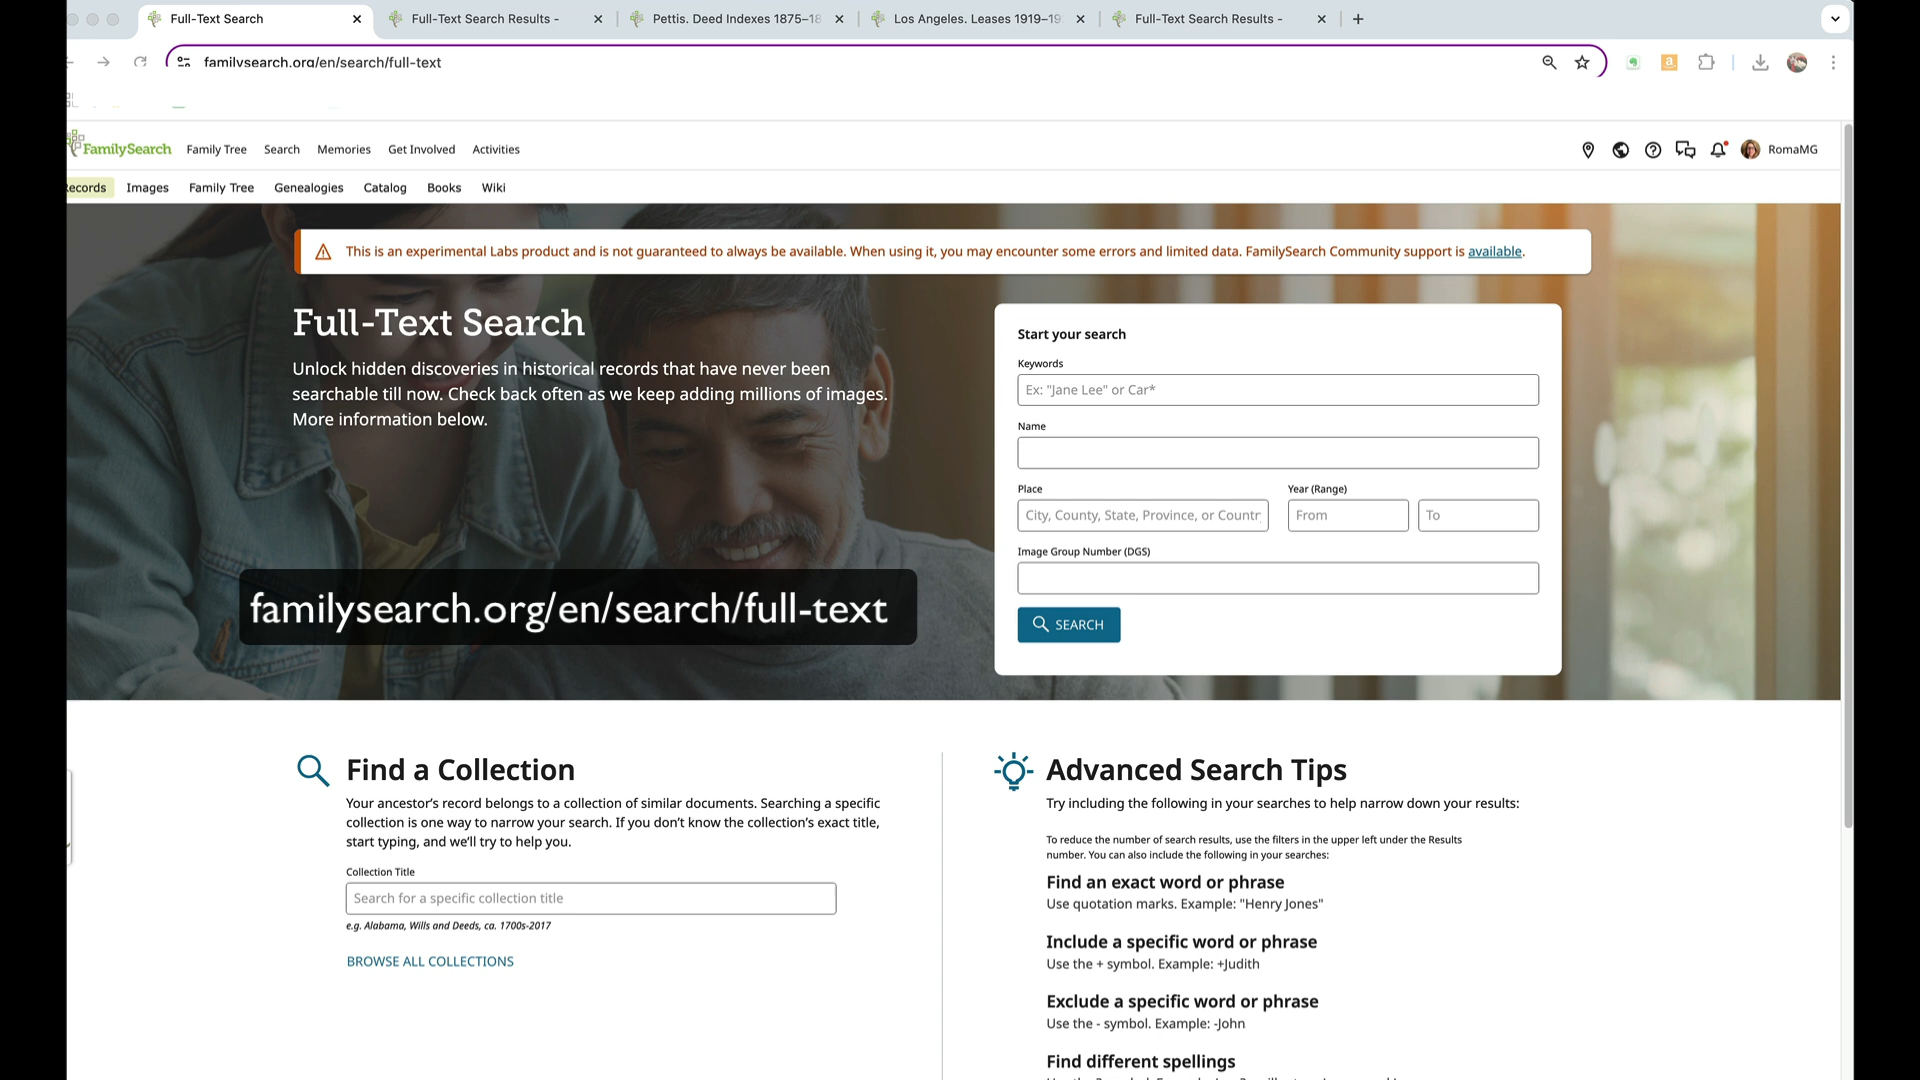 Full-Text Search
Full-Text Search Results -
Pettis. Deed Indexes 1875–18
Los Angeles. Leases 1919–19
Full-Text Search Results -
familysearch.org/en/search/full-text
FamilySearch
Family Tree
Search
Memories
Get Involved
Activities
RomaMG
ecords
Images
Family Tree
Genealogies
Catalog
Books
Wiki
This is an experimental Labs product and is not guaranteed to always be available. When using it, you may encounter some errors and limited data. FamilySearch Community support is available.
Full-Text Search
Unlock hidden discoveries in historical records that have never been
searchable till now. Check back often as we keep adding millions of images.
More information below.
Start your search
Keywords
Ex: "Jane Lee" or Car*
Name
Place
Year (Range)
City, County, State, Province, or Countr
From
To
Image Group Number (DGS)
SEARCH
familysearch.org/en/search/full-text
Find a Collection
Your ancestor's record belongs to a collection of similar documents. Searching a specific
collection is one way to narrow your search. If you don't know the collection's exact title,
start typing, and we'll try to help you.
Collection Title
Search for a specific collection title
e.g. Alabama, Wills and Deeds, ca. 1700s-2017
BROWSE ALL COLLECTIONS
Advanced Search Tips
Try including the following in your searches to help narrow down your results:
To reduce the number of search results, use the filters in the upper left under the Results
number. You can also include the following in your searches:
Find an exact word or phrase
Use quotation marks. Example: "Henry Jones"
Include a specific word or phrase
Use the + symbol. Example: +Judith
Exclude a specific word or phrase
Use the - symbol. Example: -John
Find different spellings